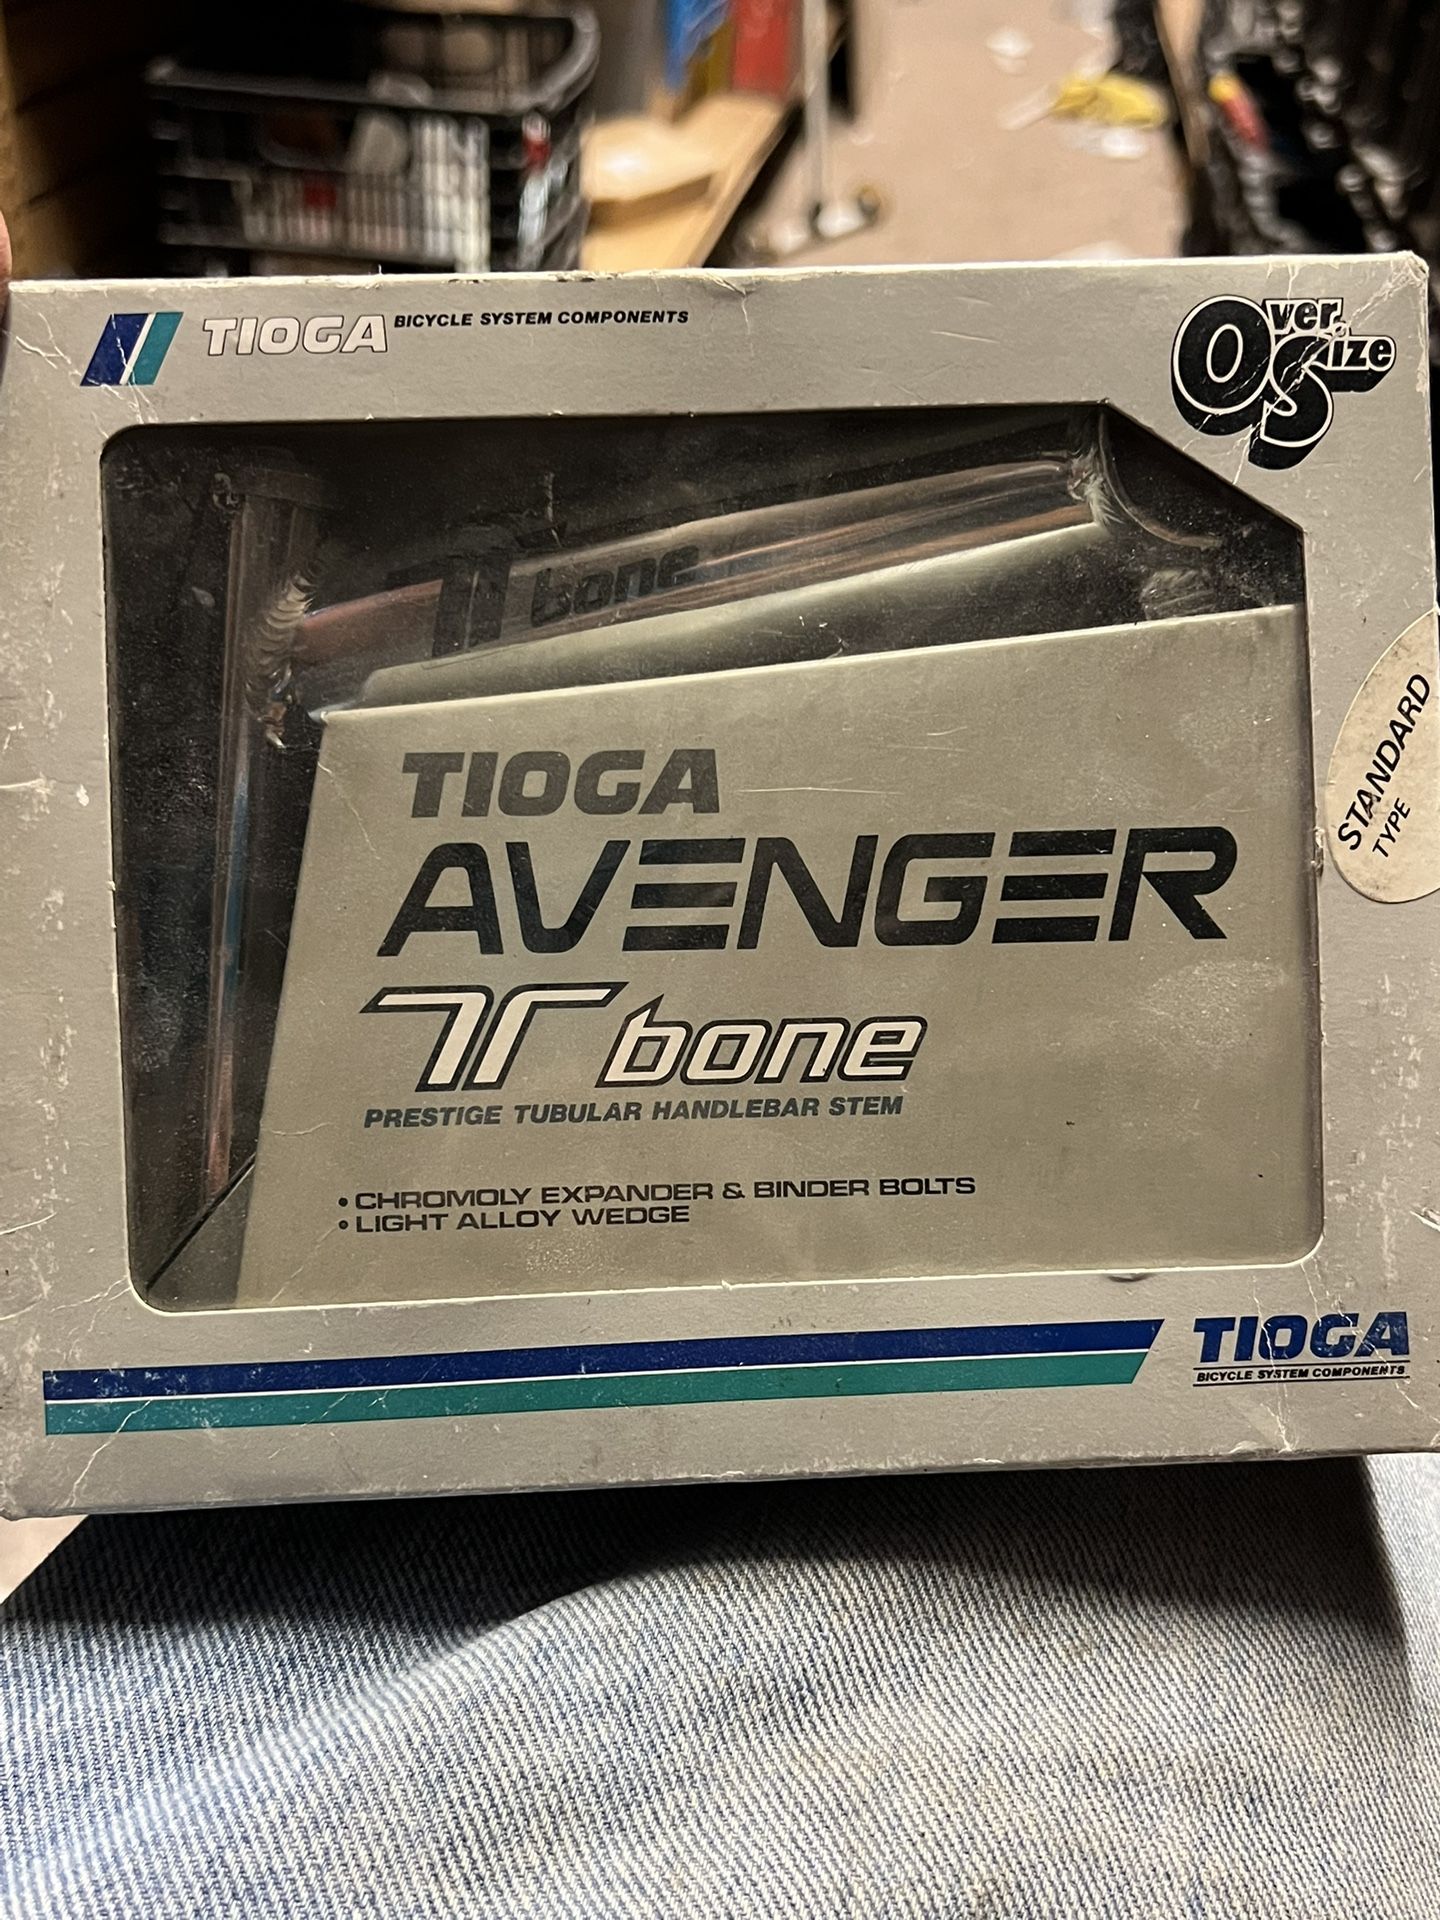 TIOGA BICYCLE SYSTEM COMPONENTS
Over Size
T bone
STANDARD
TYPE
TIOGA
AVENGER
T bone
PRESTIGE TUBULAR HANDLEBAR STEM
• CHROMOLY EXPANDER & BINDER BOLTS
• LIGHT ALLOY WEDGE
TIOGA
BICYCLE SYSTEM COMPONENTS